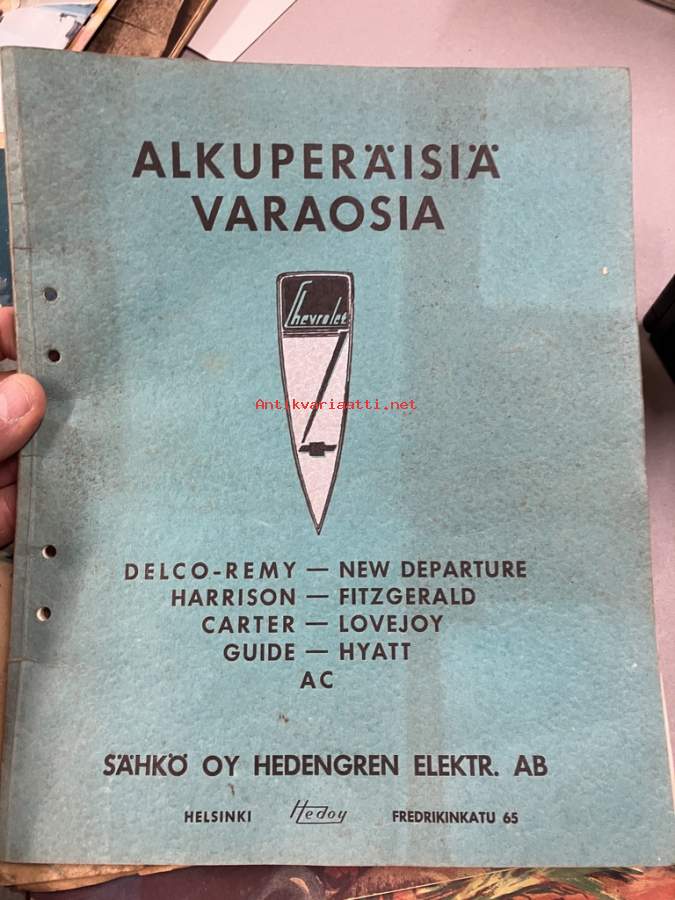 ALKUPERÄISIÄ
VARAOSIA
Chevrolet
Antikvariaatti.net
DELCO-REMY — NEW DEPARTURE
HARRISON — FITZGERALD
CARTER — LOVEJOY
GUIDE — HYATT
AC
SÄHKÖ OY HEDENGREN ELEKTR. AB
HELSINKI Hedoy FREDRIKINKATU 65